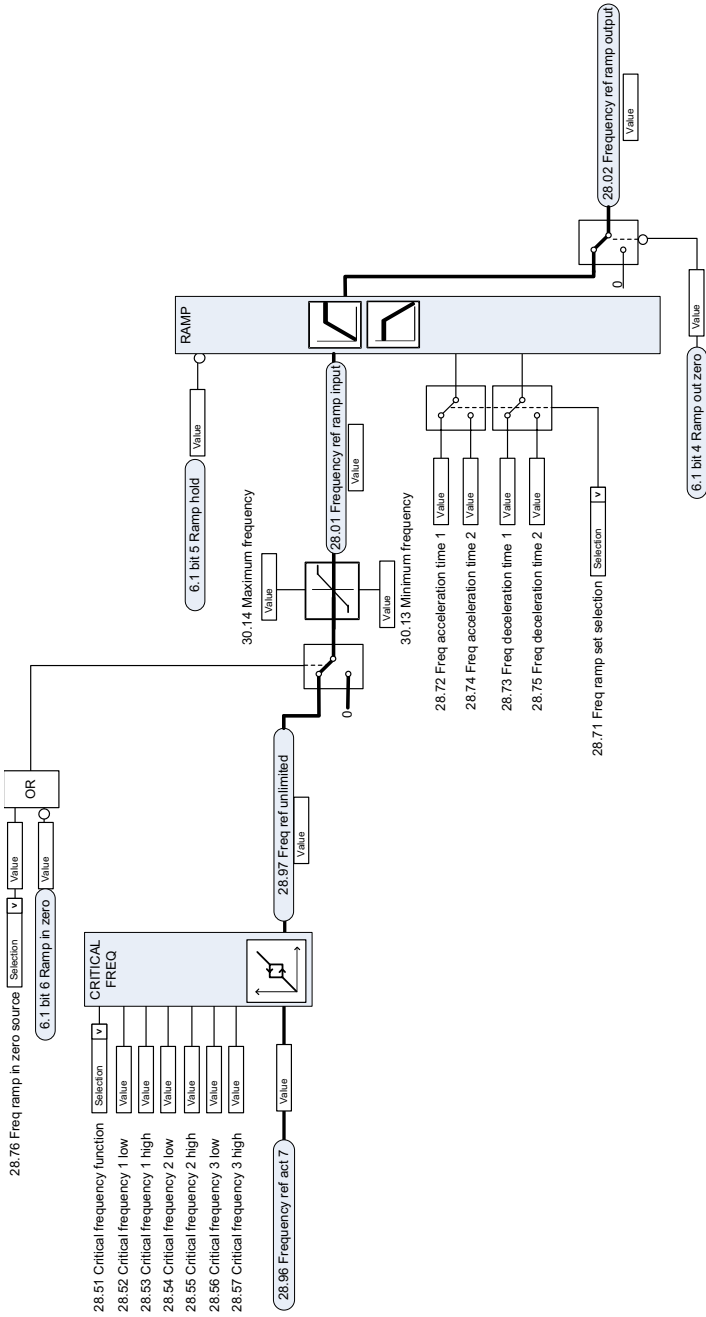 28.76 Freq ramp in zero source
Selection
v
Value
OR
6.1 bit 6 Ramp in zero
Value
28.51 Critical frequency function
Selection
v
28.52 Critical frequency 1 low
Value
28.53 Critical frequency 1 high
Value
28.54 Critical frequency 2 low
Value
28.55 Critical frequency 2 high
Value
28.56 Critical frequency 3 low
Value
28.57 Critical frequency 3 high
Value
CRITICAL
FREQ
28.96 Frequency ref act 7
Value
28.97 Freq ref unlimited
Value
0
30.14 Maximum frequency
Value
30.13 Minimum frequency
Value
28.01 Frequency ref ramp input
Value
6.1 bit 5 Ramp hold
Value
RAMP
28.72 Freq acceleration time 1
Value
28.74 Freq acceleration time 2
Value
28.73 Freq deceleration time 1
Value
28.75 Freq deceleration time 2
Value
28.71 Freq ramp set selection
Selection
v
0
28.02 Frequency ref ramp output
Value
6.1 bit 4 Ramp out zero
Value